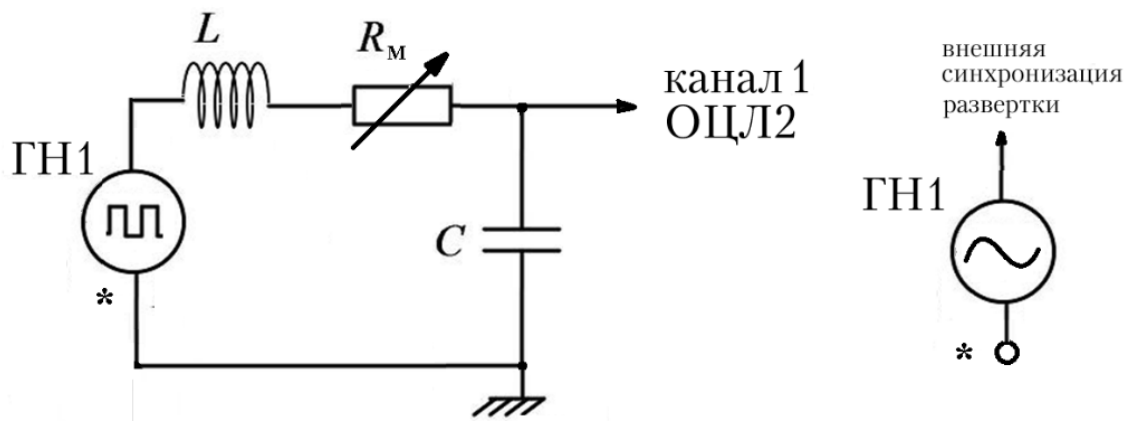 L
Rм
канал 1
ОЦЛ2
ГН1
*
C
внешняя
синхронизация
развертки
ГН1
*